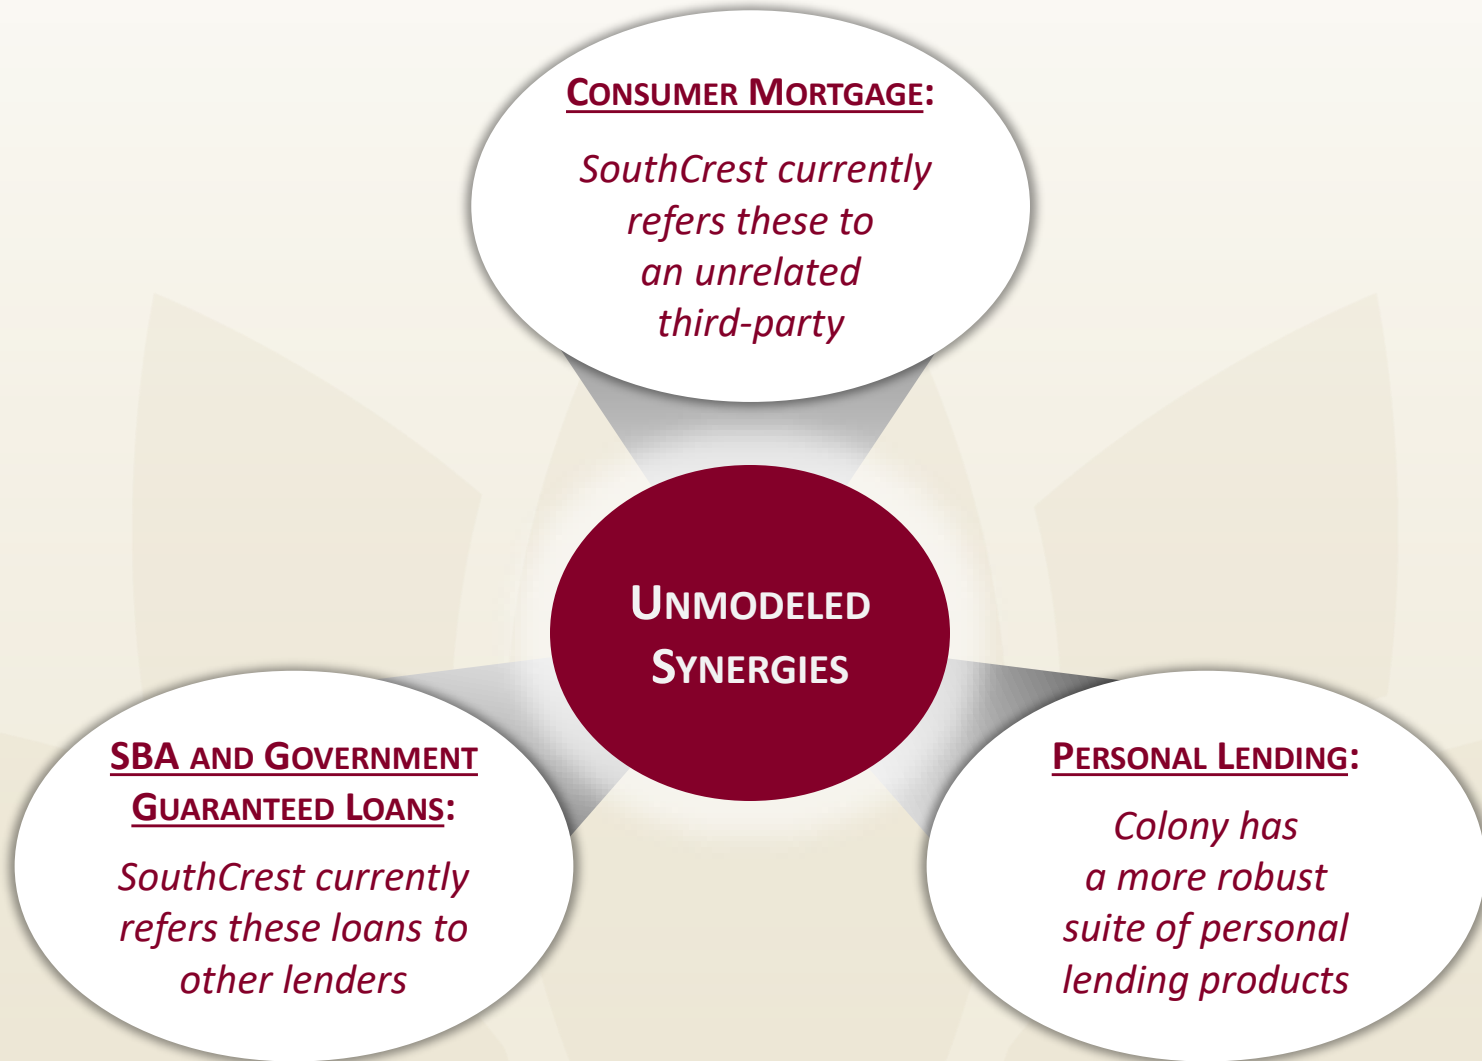 CONSUMER MORTGAGE:
SouthCrest currently
refers these to
an unrelated
third-party
UNMODELED
SYNERGIES
SBA AND GOVERNMENT
GUARANTEED LOANS:
SouthCrest currently
refers these loans to
other lenders
PERSONAL LENDING:
Colony has
a more robust
suite of personal
lending products